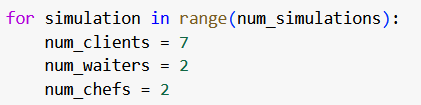 for simulation in range(num_simulations):
    num_clients = 7
    num_waiters = 2
    num_chefs = 2